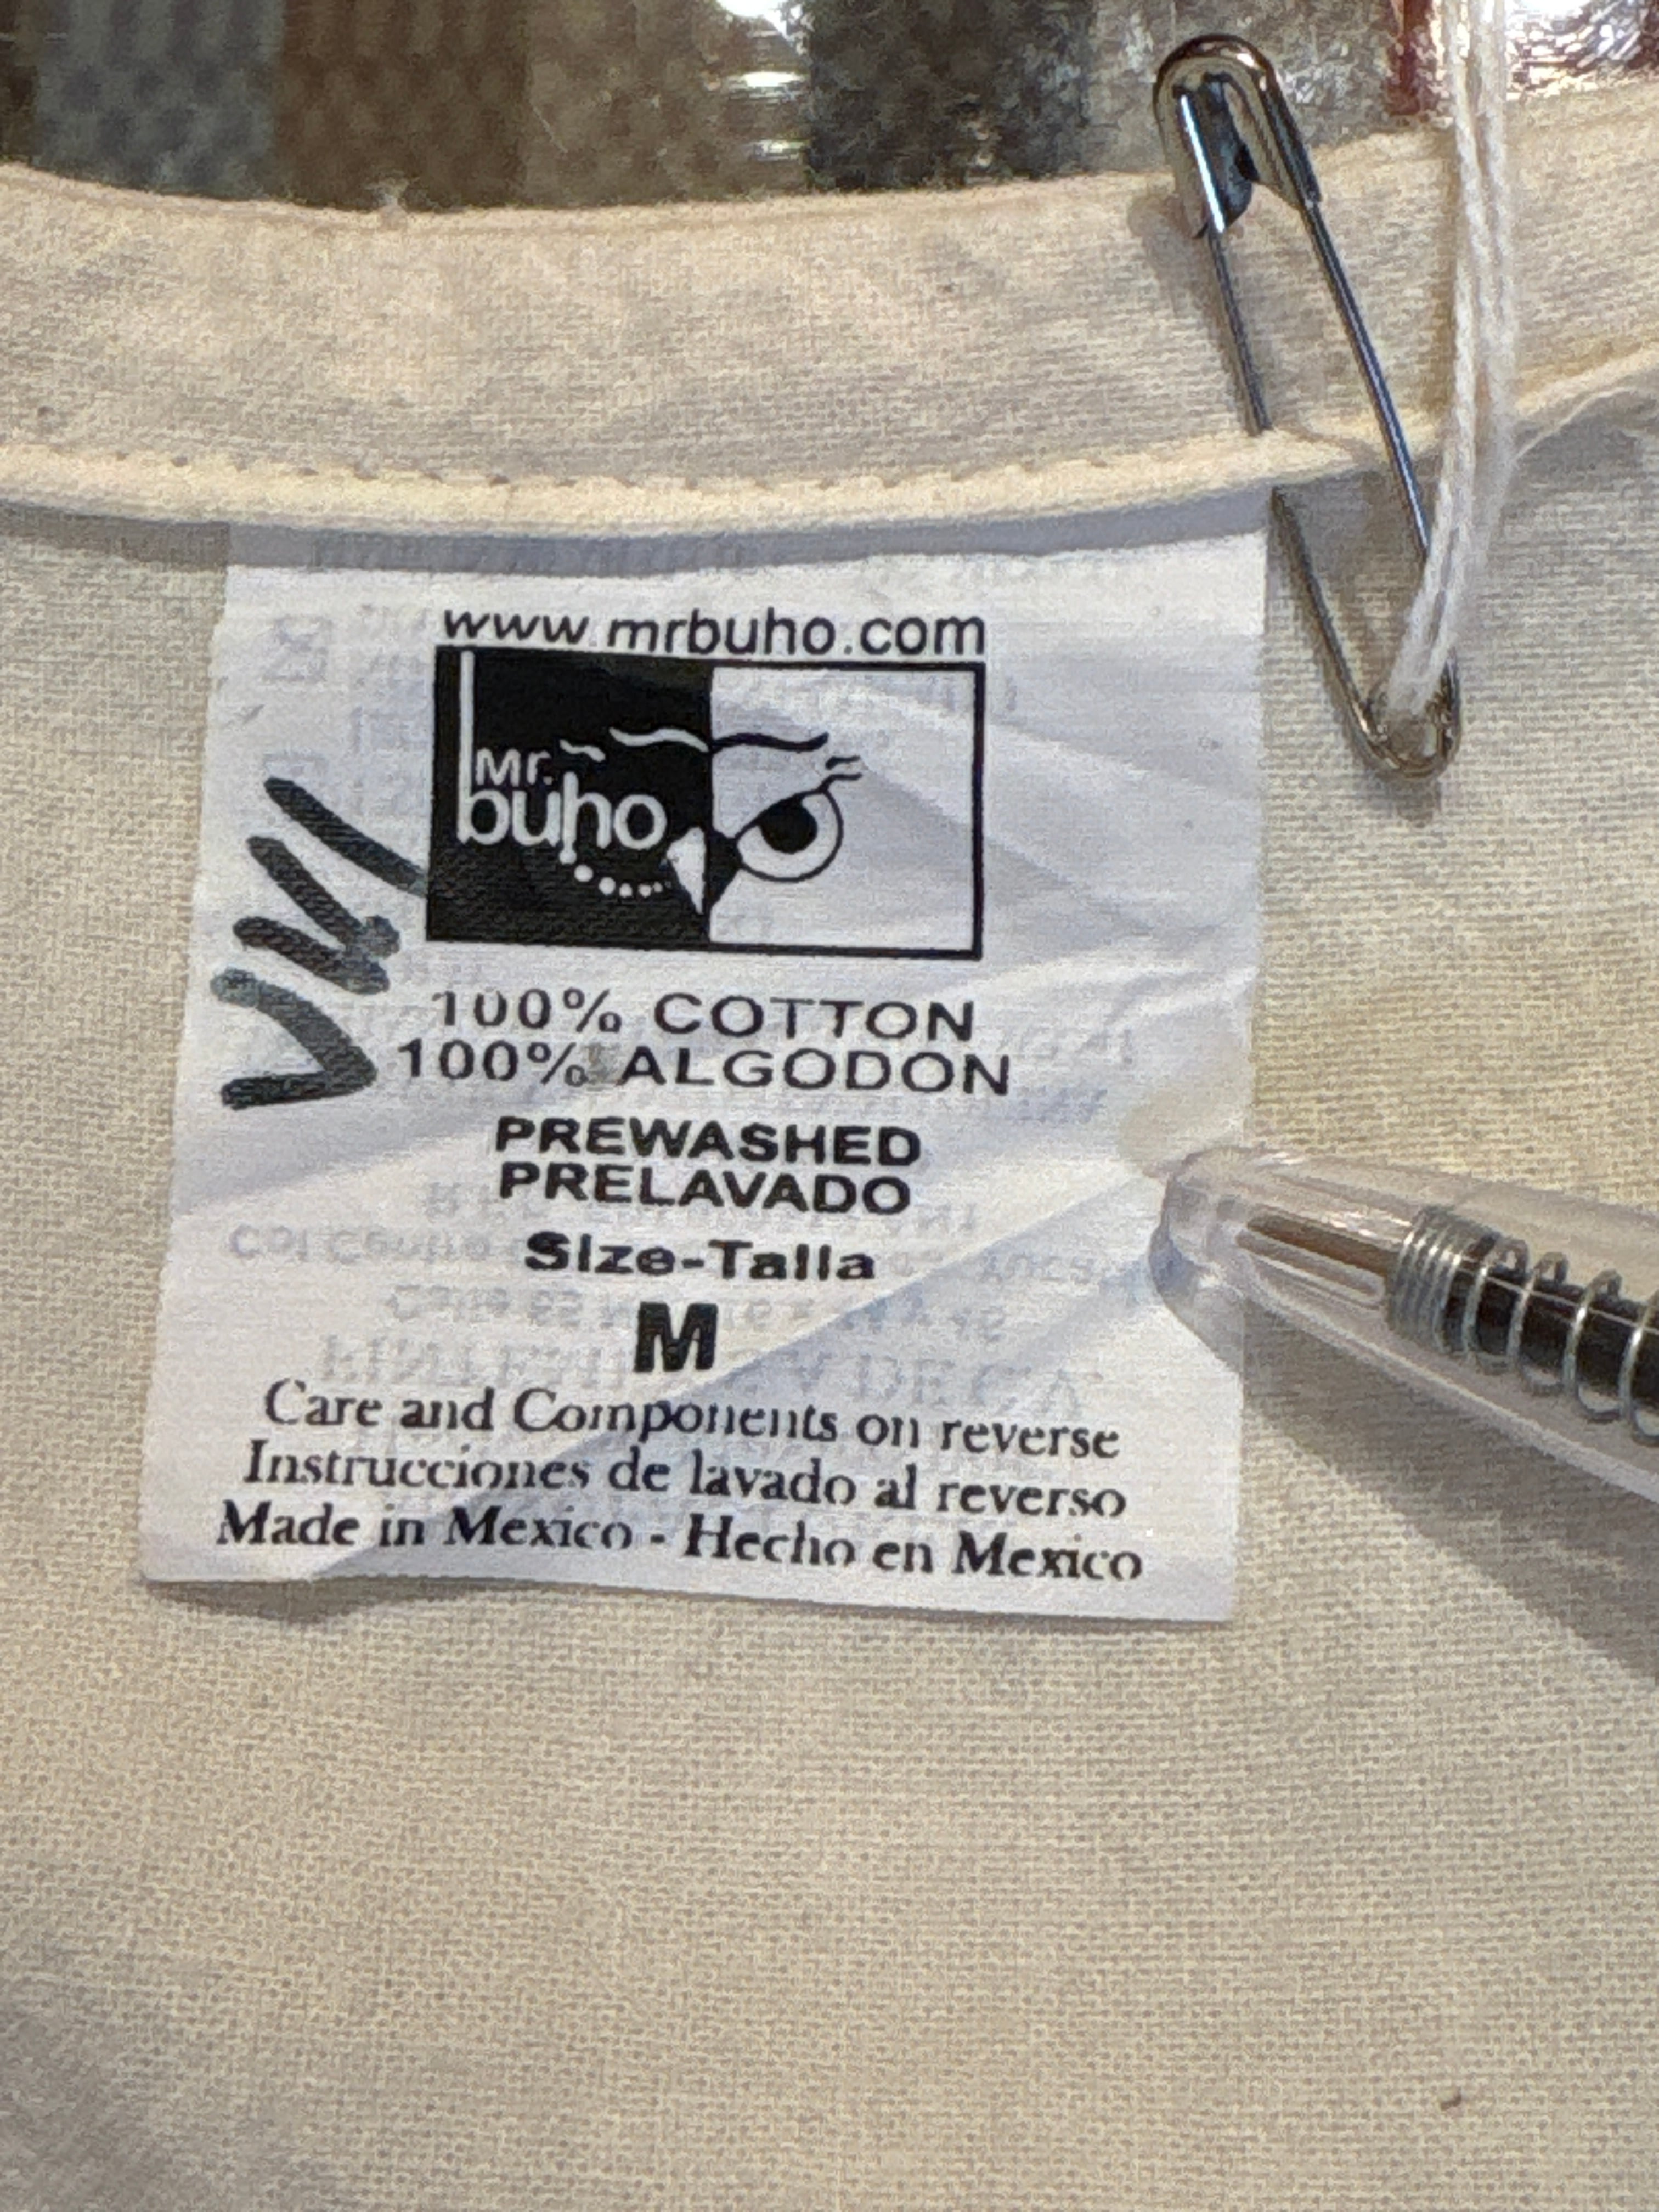 www.mrbuho.com
Mr.
buho
100% COTTON
100% ALGODON
PREWASHED
PRELAVADO
Size-Talla
M
Care and Components on reverse
Instrucciones de lavado al reverso
Made in Mexico - Hecho en Mexico